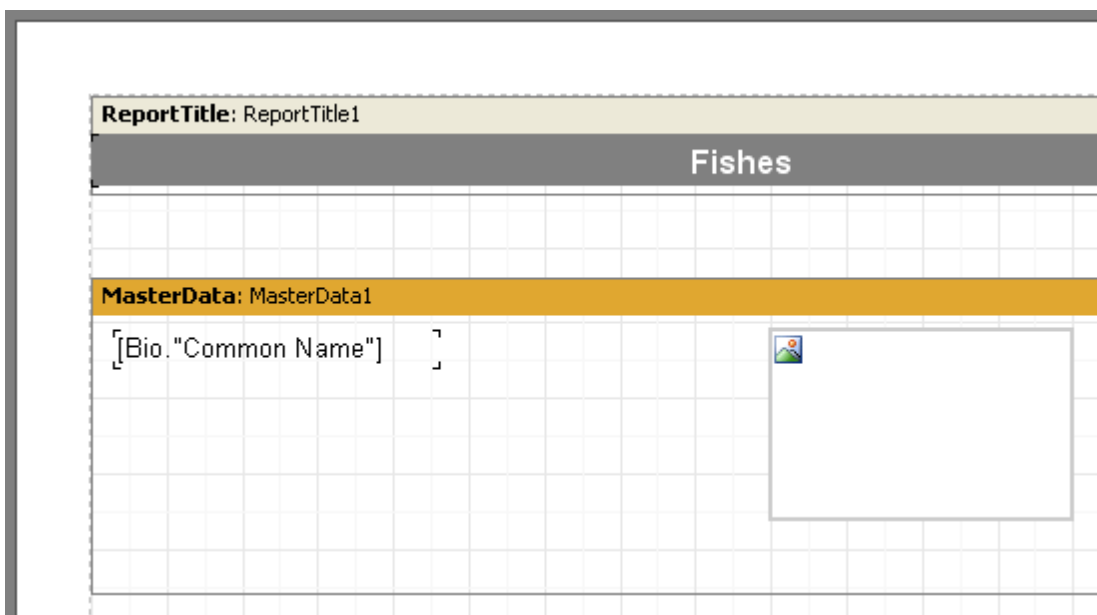 ReportTitle: ReportTitle1
Fishes
MasterData: MasterData1
[Bio."Common Name"]